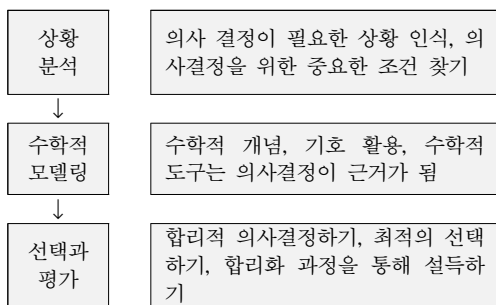 상황
분석
의사 결정이 필요한 상황 인식, 의
사결정을 위한 중요한 조건 찾기
↓
수학적
모델링
수학적 개념, 기호 활용, 수학적
도구는 의사결정이 근거가 됨
↓
선택과
평가
합리적 의사결정하기, 최적의 선택
하기, 합리화 과정을 통해 설득하
기